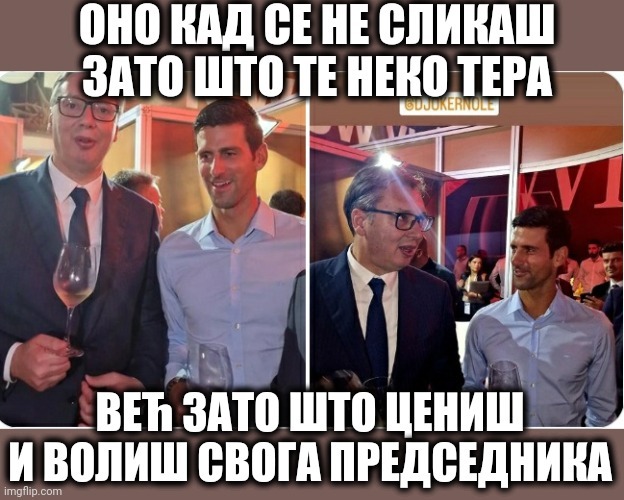 ОНО КАД СЕ НЕ СЛИКАШ
ЗАТО ШТО ТЕ НЕКО ТЕРА
@DJOKERNOLE
ВЕЋ ЗАТО ШТО ЦЕНИШ
И ВОЛИШ СВОГА ПРЕДСЕДНИКА
imgflip.com